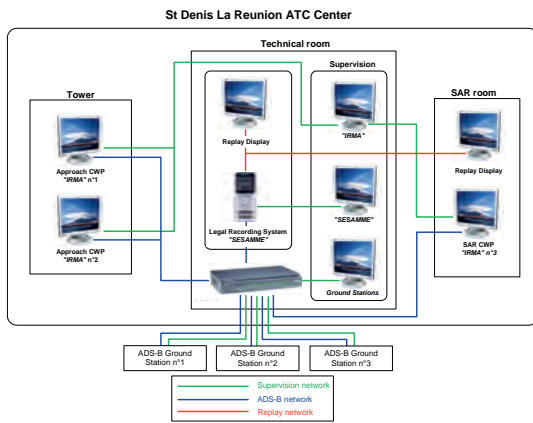 St Denis La Reunion ATC Center
Technical room
Supervision
Tower
SAR room
Approach CWP
"IRMA" n°1
Replay Display
"IRMA"
Replay Display
Approach CWP
"IRMA" n°2
Legal Recording System
"SESAMME"
"SESAMME"
SAR CWP
"IRMA" n°3
Ground Stations
ADS-B Ground
Station n°1
ADS-B Ground
Station n°2
ADS-B Ground
Station n°3
Supervision network
ADS-B network
Replay network